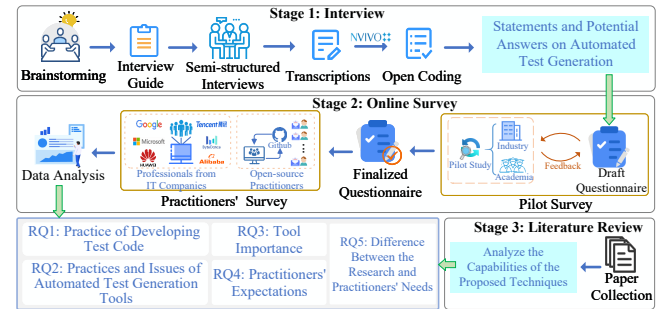 Stage 1: Interview
Brainstorming
Interview
Guide
Semi-structured
Interviews
Transcriptions
NVIVO
Open Coding
Statements and Potential
Answers on Automated
Test Generation
Stage 2: Online Survey
Data Analysis
Google
Tencent
Microsoft
HUAWEI
Alibaba
Professionals from
IT Companies
Github
Open-source
Practitioners
Practitioners' Survey
Finalized
Questionnaire
Pilot Study
Industry
Academia
Feedback
Draft
Questionnaire
Pilot Survey
RQ1: Practice of Developing
Test Code
RQ2: Practices and Issues of
Automated Test Generation
Tools
RQ3: Tool
Importance
RQ4: Practitioners'
Expectations
RQ5: Difference
Between the
Research and
Practitioners' Needs
Stage 3: Literature Review
Analyze the
Capabilities of the
Proposed Techniques
Paper
Collection